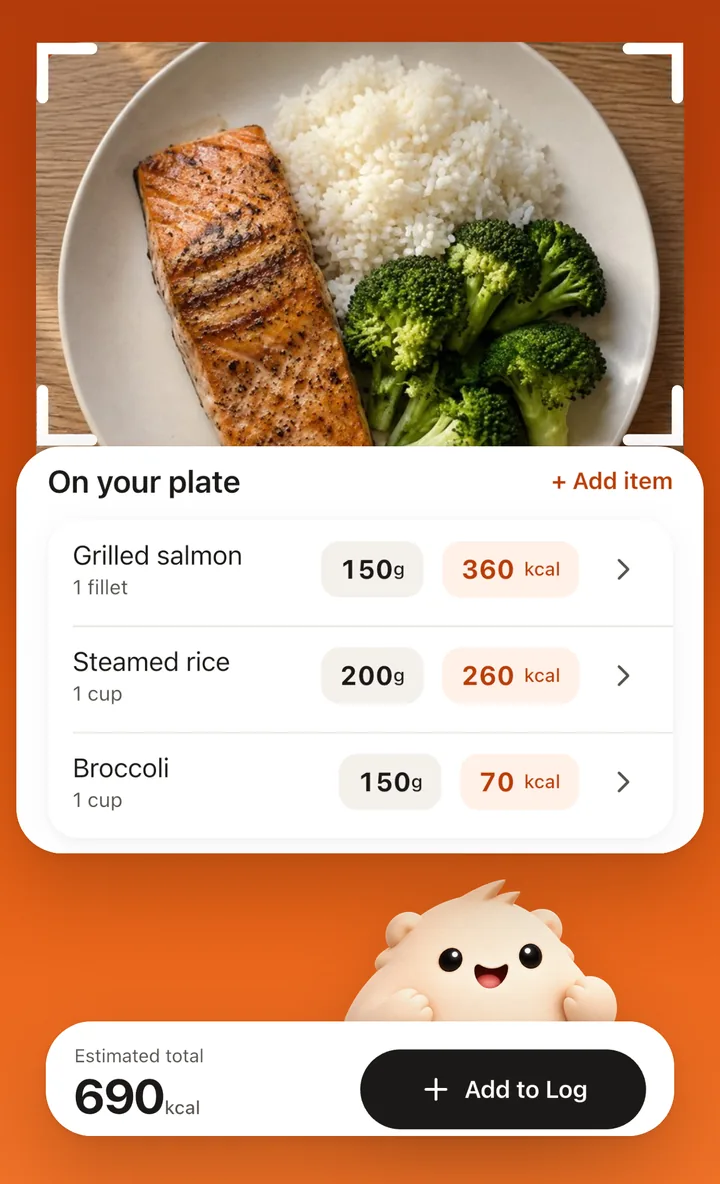 On your plate
+ Add item
Grilled salmon
1 fillet
150g
360 kcal
Steamed rice
1 cup
200g
260 kcal
Broccoli
1 cup
150g
70 kcal
Estimated total
690kcal
+ Add to Log